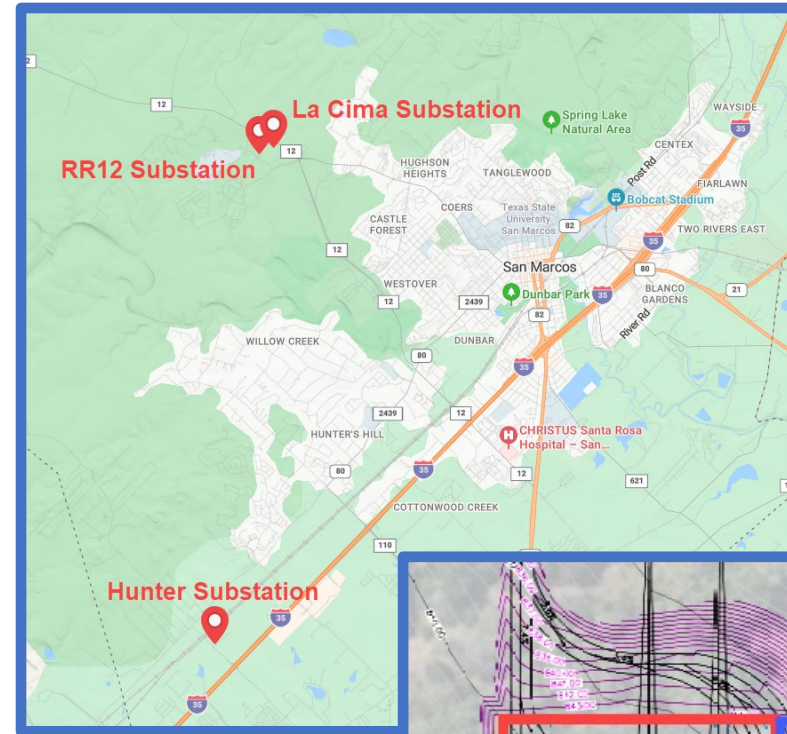 La Cima Substation
RR12 Substation
12
12
12
12
12
Spring Lake
Natural Area
WAYSIDE
35
CENTEX
Post Rd
FIARLAWN
HUGHSON
HEIGHTS
TANGLEWOOD
Bobcat Stadium
COERS
Texas State
University
San Marcos
CASTLE
FOREST
82
TWO RIVERS EAST
35
San Marcos
80
21
WESTOVER
2439
Dunbar Park
35
BLANCO
GARDENS
82
River Rd
WILLOW CREEK
DUNBAR
80
35
2439
12
HUNTER'S HILL
CHRISTUS Santa Rosa
Hospital – San...
80
35
12
621
COTTONWOOD CREEK
110
Hunter Substation
35
35